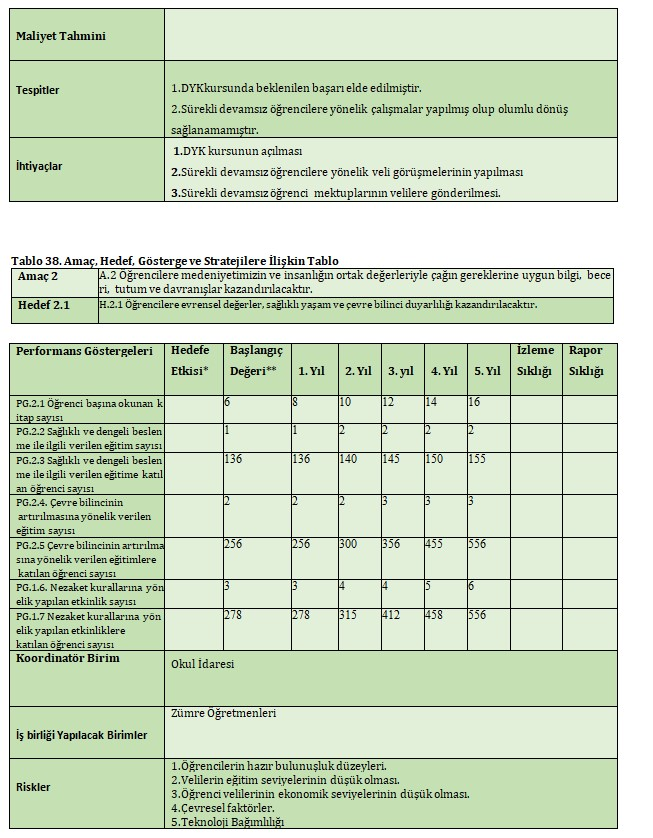 Maliyet Tahmini
Tespitler
1.DYKkursunda beklenilen başarı elde edilmiştir.
2.Sürekli devamsız öğrencilere yönelik çalışmalar yapılmış olup olumlu dönüş
sağlanamamıştır.
İhtiyaçlar
1.DYK kursunun açılması
2.Sürekli devamsız öğrencilere yönelik veli görüşmelerinin yapılması
3.Sürekli devamsız öğrenci mektuplarının velilere gönderilmesi.
Tablo 38. Amaç, Hedef, Gösterge ve Stratejilere İlişkin Tablo
Amaç 2
A.2 Öğrencilere medeniyetimizin ve insanlığın ortak değerleriyle çağın gereklerine uygun bilgi, bece
ri, tutum ve davranışlar kazandırılacaktır.
Hedef 2.1
H.2.1 Öğrencilere evrensel değerler, sağlıklı yaşam ve çevre bilinci duyarlılığı kazandırılacaktır.
Performans Göstergeleri Hedefe Başlangıç İzleme Rapor
Etkisi* Değeri** 1. Yıl 2. Yıl 3. yıl 4. Yıl 5. Yıl Sıklığı Sıklığı
PG.2.1 Öğrenci başına okunan k 6 8 10 12 14 16
itap sayısı
PG.2.2 Sağlıklı ve dengeli beslen 1 1 2 2 2 2
me ile ilgili verilen eğitim sayısı
PG.2.3 Sağlıklı ve dengeli beslen 136 136 140 145 150 155
me ile ilgili verilen eğitime katıl
an öğrenci sayısı
PG.2.4. Çevre bilincinin 2 2 2 3 3 3
artırılmasına yönelik verilen
eğitim sayısı
PG.2.5 Çevre bilincinin artırılma 256 256 300 356 455 556
sına yönelik verilen eğitimlere
katılan öğrenci sayısı
PG.1.6. Nezaket kurallarına yön 3 3 4 4 5 6
elik yapılan etkinlik sayısı
PG.1.7 Nezaket kurallarına yön 278 278 315 412 458 556
elik yapılan etkinliklere
katılan öğrenci sayısı
Koordinatör Birim
Okul İdaresi
İş birliği Yapılacak Birimler
Zümre Öğretmenleri
Riskler
1.Öğrencilerin hazır bulunuşluk düzeyleri.
2.Velilerin eğitim seviyelerinin düşük olması.
3.Öğrenci velilerinin ekonomik seviyelerinin düşük olması.
4.Çevresel faktörler.
5.Teknoloji Bağımlılığı